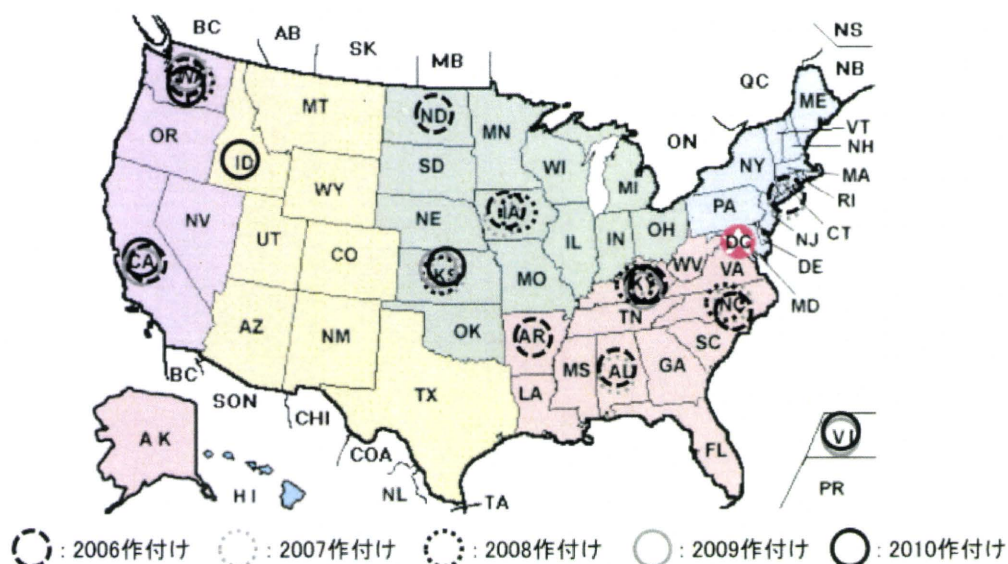 BC
AB
SK
MB
NS
NB
QC
ON
WA
MT
ND
MN
ME
VT
NH
OR
ID
SD
WI
MI
NY
MA
RI
WY
IA
PA
CT
NV
NE
IL
IN
OH
NJ
CA
UT
CO
KS
MO
KY
WV
DC
VA
DE
MD
AZ
NM
OK
AR
TN
NC
SC
TX
LA
MS
AL
GA
FL
BC
SON
CHI
COA
NL
TA
AK
HI
VI
PR
: 2006作付け : 2007作付け : 2008作付け : 2009作付け : 2010作付け